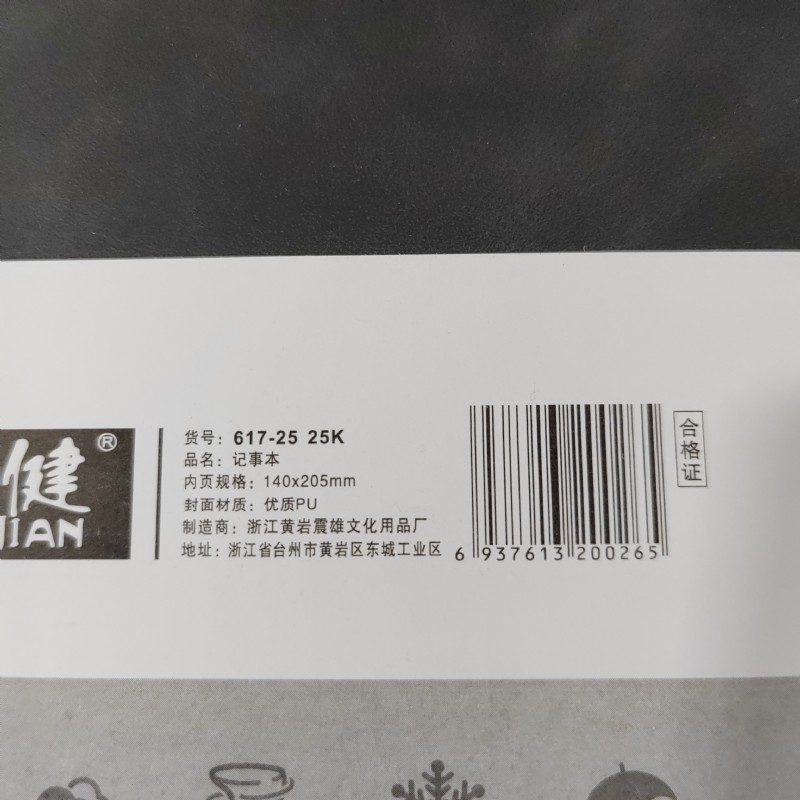 健®
JIAN
货号：617-25 25K
品名：记事本
内页规格：140x205mm
封面材质：优质PU
制造商：浙江黄岩震雄文化用品厂
地址：浙江省台州市黄岩区东城工业区
6 937613 200265
合格证